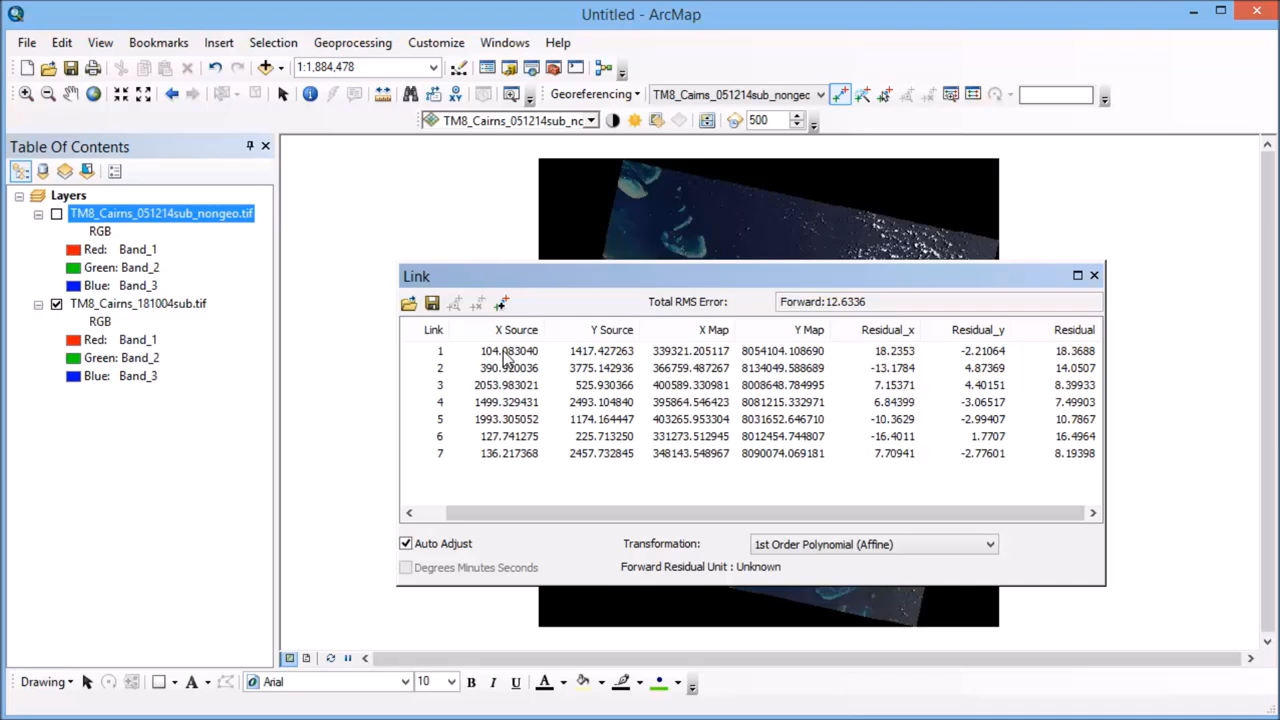 Untitled - ArcMap
File Edit View Bookmarks Insert Selection Geoprocessing Customize Windows Help
1:1,884,478
Georeferencing TM8_Cairns_051214sub_nongec
TM8_Cairns_051214sub_nc 500
Table Of Contents
Layers
TM8_Cairns_051214sub_nongeo.tif
RGB
Red: Band_1
Green: Band_2
Blue: Band_3
TM8_Cairns_181004sub.tif
RGB
Red: Band_1
Green: Band_2
Blue: Band_3
Link
Total RMS Error: Forward:12.6336
Link X Source Y Source X Map Y Map Residual_x Residual_y Residual
1 104.083040 1417.427263 339321.205117 8054104.108690 18.2353 -2.21064 18.3688
2 1417.427263 3775.142936 366759.487267 8134049.588689 -13.1784 4.87369 14.0507
3 2053.983021 525.930366 400589.330981 8008648.784995 7.15371 4.40151 8.39933
4 1499.329431 2493.104840 395864.546423 8081215.332971 6.84399 -3.06517 7.49903
5 1993.305052 1174.164447 403265.953304 8031652.646710 -10.3629 -2.99407 10.7867
6 127.741275 225.713250 331273.512945 8012454.744807 -16.4011 1.7707 16.4964
7 136.217368 2457.732845 348143.548967 8090074.069181 7.70941 -2.77601 8.19398
Auto Adjust Transformation: 1st Order Polynomial (Affine)
Degrees Minutes Seconds Forward Residual Unit : Unknown
Drawing A Arial 10 B I U A